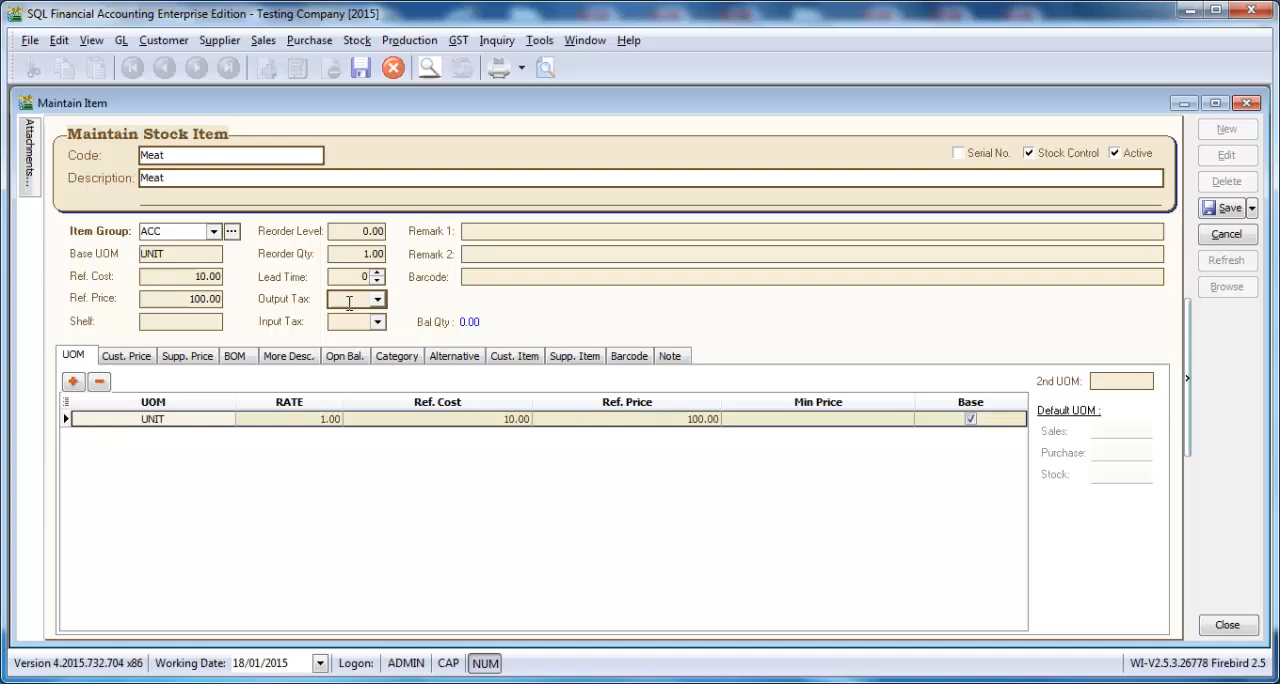 SQL Financial Accounting Enterprise Edition - Testing Company [2015]
File Edit View GL Customer Supplier Sales Purchase Stock Production GST Inquiry Tools Window Help
Maintain Item
Attachments...
Maintain Stock Item
Code: Meat
Serial No. Stock Control Active
Description: Meat
Item Group: ACC ... Reorder Level: 0.00 Remark 1:
Base UOM UNIT Reorder Qty: 1.00 Remark 2:
Ref. Cost: 10.00 Lead Time: 0 Barcode:
Ref. Price: 100.00 Output Tax:
Shelf: Input Tax: Bal Qty : 0.00
UOM Cust. Price Supp. Price BOM More Desc. Opn Bal. Category Alternative Cust. Item Supp. Item Barcode Note
UOM RATE Ref. Cost Ref. Price Min Price Base
UNIT 1.00 10.00 100.00
2nd UOM:
Default UOM :
Sales:
Purchase:
Stock:
New
Edit
Delete
Save
Cancel
Refresh
Browse
Close
Version 4.2015.732.704 x86 Working Date: 18/01/2015 Logon: ADMIN CAP NUM WI-V2.5.3.26778 Firebird 2.5